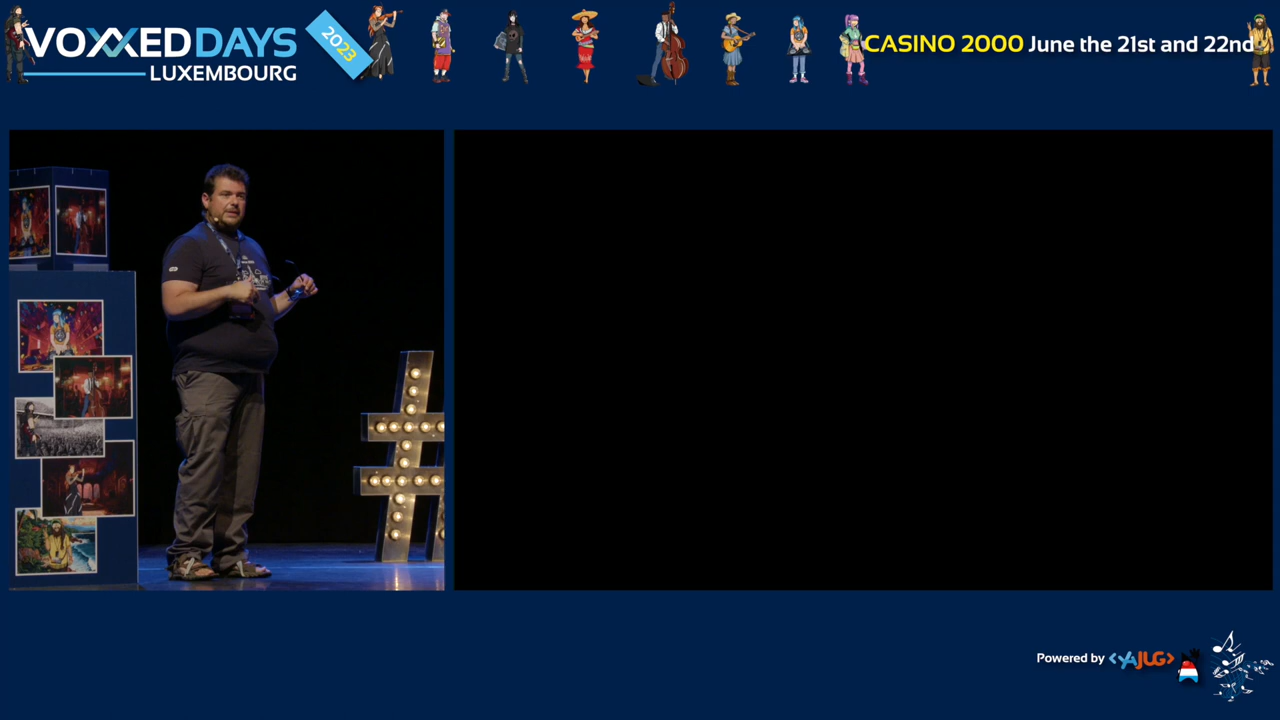 VOXXEDDAYS
LUXEMBOURG
2023
CASINO 2000 June the 21st and 22nd
#
Powered by <YAJUG>